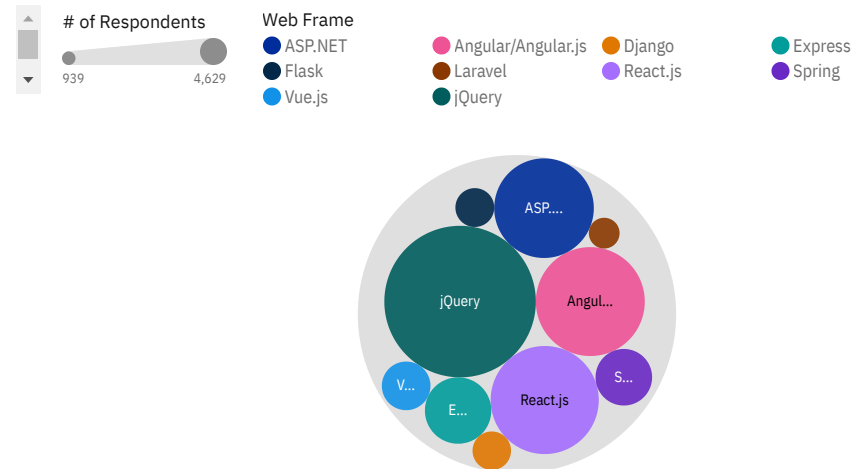 # of Respondents
939 4,629
Web Frame
ASP.NET Angular/Angular.js Django Express
Flask Laravel React.js Spring
Vue.js jQuery
ASP....
jQuery
Angul...
V...
E...
React.js
S...